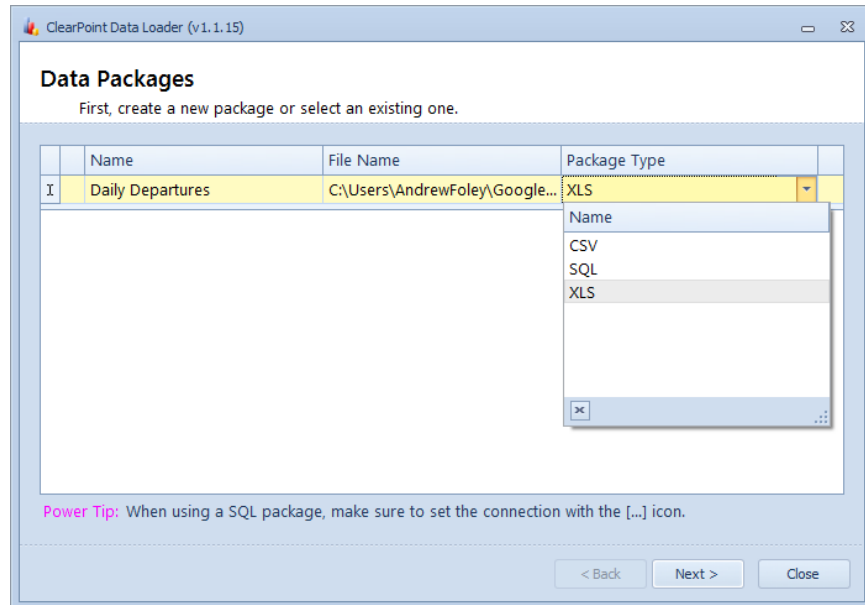 ClearPoint Data Loader (v1.1.15)
Data Packages
First, create a new package or select an existing one.
Name File Name Package Type
Daily Departures C:\Users\AndrewFoley\Google... XLS
Name
CSV
SQL
XLS
Power Tip: When using a SQL package, make sure to set the connection with the [...] icon.
< Back Next > Close